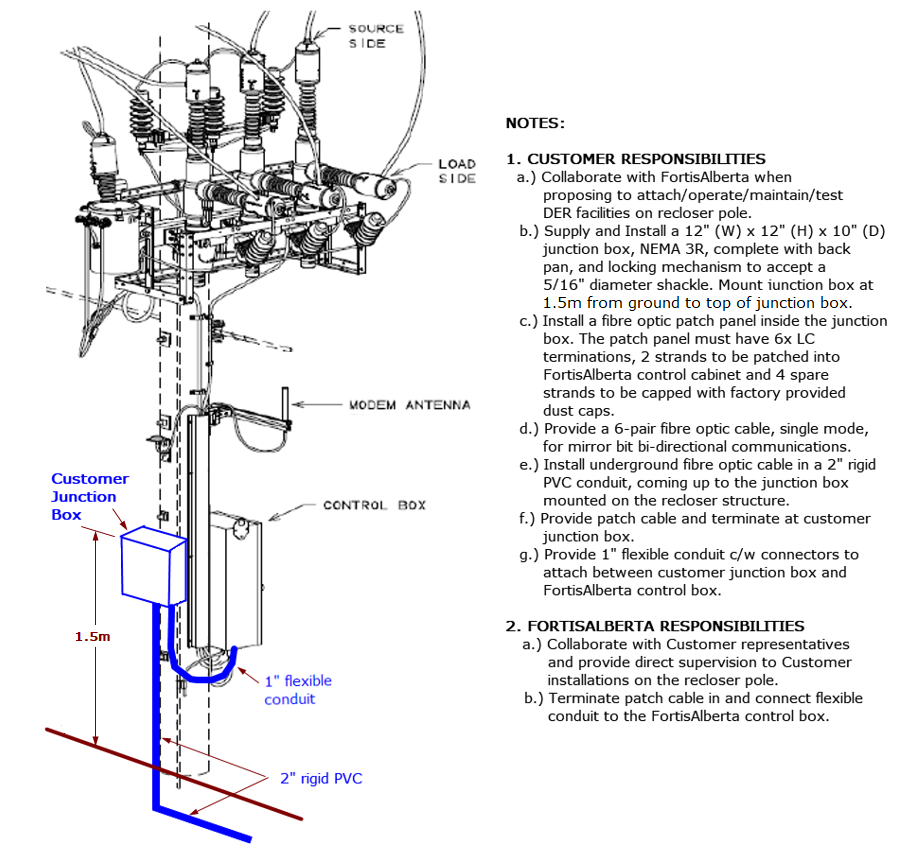 SOURCE
SIDE
LOAD
SIDE
MODEM ANTENNA
Customer
Junction
Box
CONTROL BOX
1.5m
1" flexible
conduit
2" rigid PVC
NOTES:
1. CUSTOMER RESPONSIBILITIES
a.) Collaborate with FortisAlberta when
proposing to attach/operate/maintain/test
DER facilities on recloser pole.
b.) Supply and Install a 12" (W) x 12" (H) x 10" (D)
junction box, NEMA 3R, complete with back
pan, and locking mechanism to accept a
5/16" diameter shackle. Mount iunction box at
1.5m from ground to top of junction box.
c.) Install a fibre optic patch panel inside the junction
box. The patch panel must have 6x LC
terminations, 2 strands to be patched into
FortisAlberta control cabinet and 4 spare
strands to be capped with factory provided
dust caps.
d.) Provide a 6-pair fibre optic cable, single mode,
for mirror bit bi-directional communications.
e.) Install underground fibre optic cable in a 2" rigid
PVC conduit, coming up to the junction box
mounted on the recloser structure.
f.) Provide patch cable and terminate at customer
junction box.
g.) Provide 1" flexible conduit c/w connectors to
attach between customer junction box and
FortisAlberta control box.
2. FORTISALBERTA RESPONSIBILITIES
a.) Collaborate with Customer representatives
and provide direct supervision to Customer
installations on the recloser pole.
b.) Terminate patch cable in and connect flexible
conduit to the FortisAlberta control box.